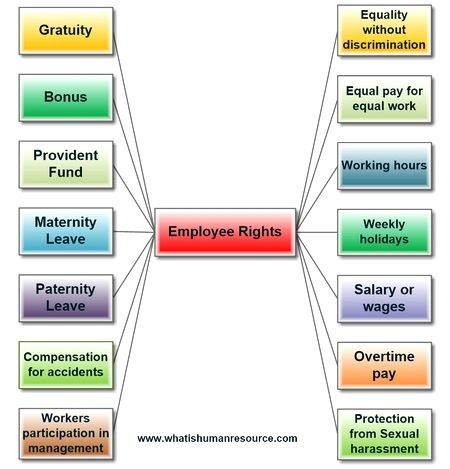 Gratuity
Bonus
Provident
Fund
Maternity
Leave
Paternity
Leave
Compensation
for accidents
Workers
participation in
management
Employee Rights
Equality
without
discrimination
Equal pay for
equal work
Working hours
Weekly
holidays
Salary or
wages
Overtime
pay
Protection
from Sexual
harassment
www.whatishumanresource.com